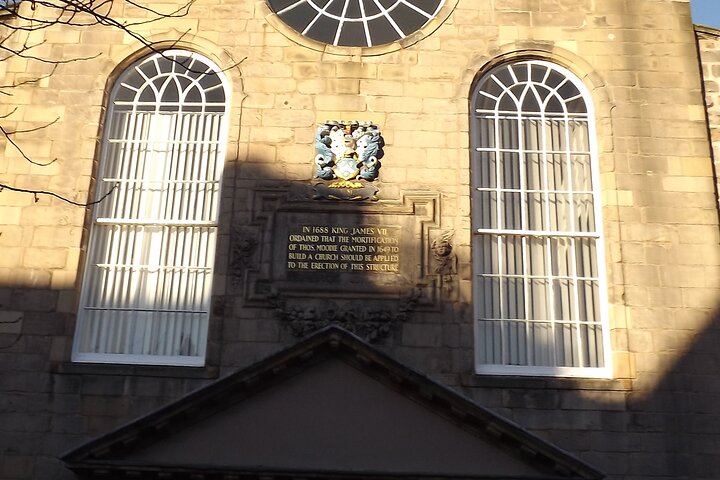 IN 1688 KING JAMES VII
ORDAINED THAT THE MORTIFICATION
OF THOS. MOODIE GRANTED IN 1649 TO
BUILD A CHURCH SHOULD BE APPLIED
TO THE ERECTION OF THIS STRUCTURE